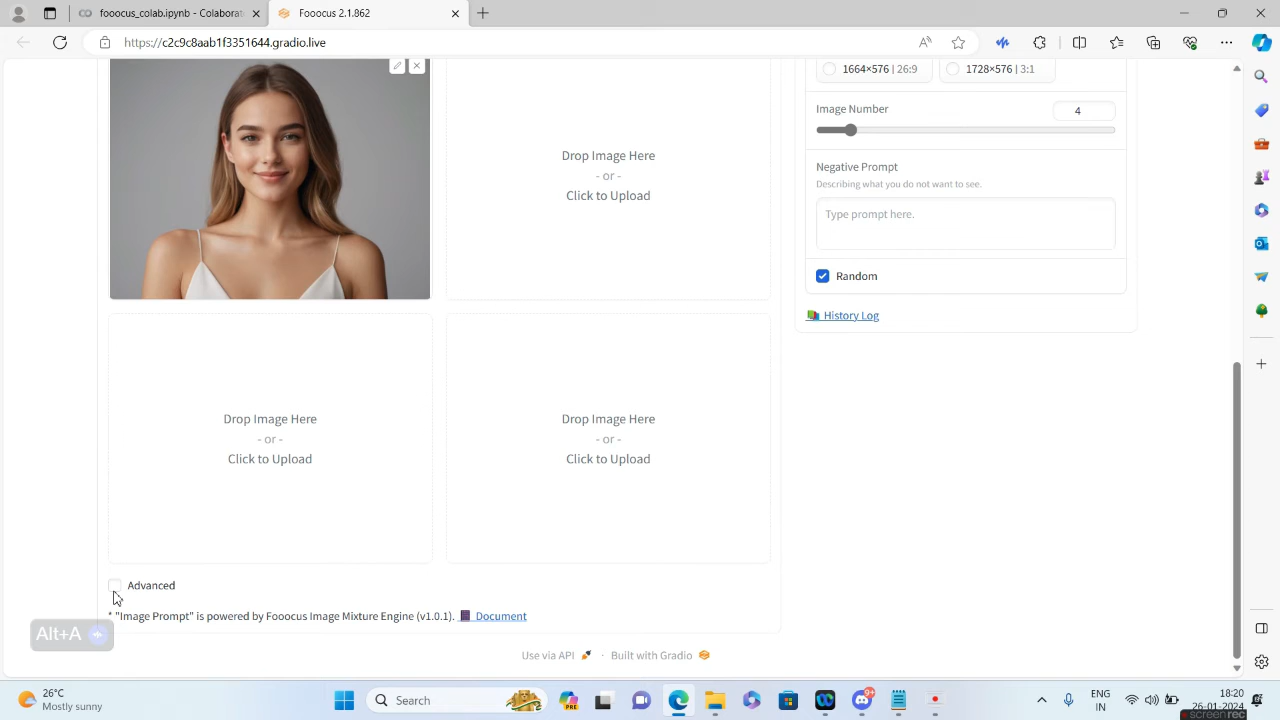 fooocus_colab.ipynb - Colaborat
Fooocus 2.1.862
https://c2c9c8aab1f3351644.gradio.live
1664×576 | 26:9
1728×576 | 3:1
Image Number
4
Negative Prompt
Describing what you do not want to see.
Type prompt here.
Random
History Log
Drop Image Here
- or -
Click to Upload
Drop Image Here
- or -
Click to Upload
Drop Image Here
- or -
Click to Upload
Advanced
* "Image Prompt" is powered by Fooocus Image Mixture Engine (v1.0.1). Document
Alt+A
Use via API · Built with Gradio
26°C
Mostly sunny
Search
PRE
9+
ENG
IN
18:20
26-01-2024
screenrec